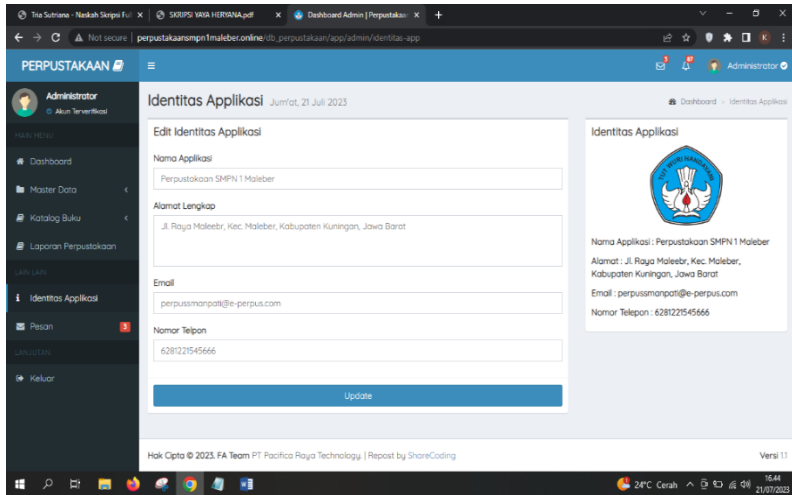 Tria Sutriana - Naskah Skripsi Ful
SKRIPSI YAYA HERYANA.pdf
Dashboard Admin | Perpustakaan
Not secure | perpustakaansmpn1maleber.online/db_perpustakaan/app/admin/identitas-app
K
PERPUSTAKAAN
3
Administrator
Administrator
Akun Terverifikasi
Identitas Applikasi Jum'at, 21 Juli 2023
Dashboard > Identitas Applikasi
MAIN MENU
Dashboard
Master Data
Katalog Buku
Laporan Perpustakaan
LAIN LAIN
Identitas Applikasi
Pesan 3
LANJUTAN
Keluar
Edit Identitas Applikasi
Nama Applikasi
Perpustakaan SMPN 1 Maleber
Alamat Lengkap
Jl. Raya Maleebr, Kec. Maleber, Kabupaten Kuningan, Jawa Barat
Email
perpussmanpati@e-perpus.com
Nomor Telpon
6281221545666
Update
Identitas Applikasi
TUT WURI HANDAYANI
Nama Applikasi : Perpustakaan SMPN 1 Maleber
Alamat : Jl. Raya Maleebr, Kec. Maleber,
Kabupaten Kuningan, Jawa Barat
Email : perpussmanpati@e-perpus.com
Nomor Telepon : 6281221545666
Hak Cipta © 2023. FA Team PT Pacifica Raya Technology. | Repost by ShareCoding
Versi 1.1
24°C Cerah
16.44
21/07/2023